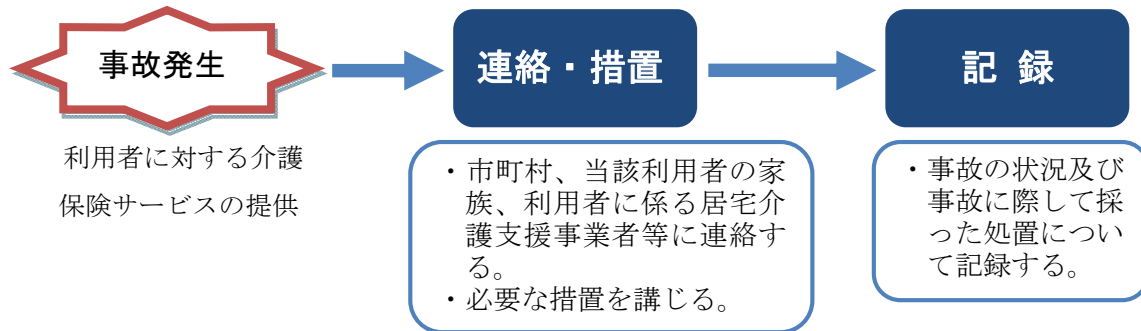 事故発生
利用者に対する介護
保険サービスの提供
連絡・措置
・市町村、当該利用者の家
族、利用者に係る居宅介
護支援事業者等に連絡す
る。
・必要な措置を講じる。
記 録
・事故の状況及び
事故に際して採
った処置につい
て記録する。